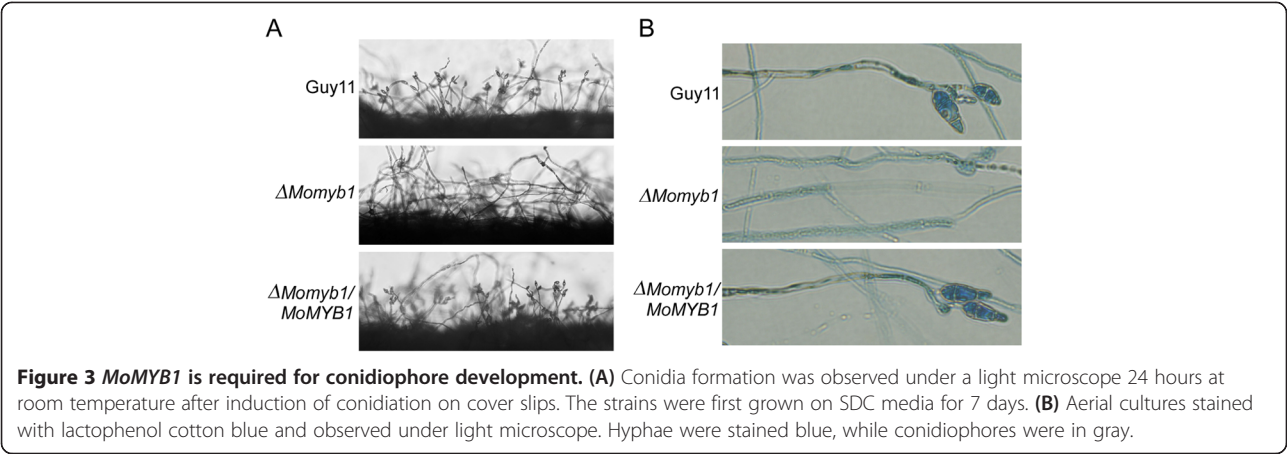 A
B
Guy11
ΔMomyb1
ΔMomyb1/
MoMYB1
Guy11
ΔMomyb1
ΔMomyb1/
MoMYB1
Figure 3 MoMYB1 is required for conidiophore development. (A) Conidia formation was observed under a light microscope 24 hours at
room temperature after induction of conidiation on cover slips. The strains were first grown on SDC media for 7 days. (B) Aerial cultures stained
with lactophenol cotton blue and observed under light microscope. Hyphae were stained blue, while conidiophores were in gray.